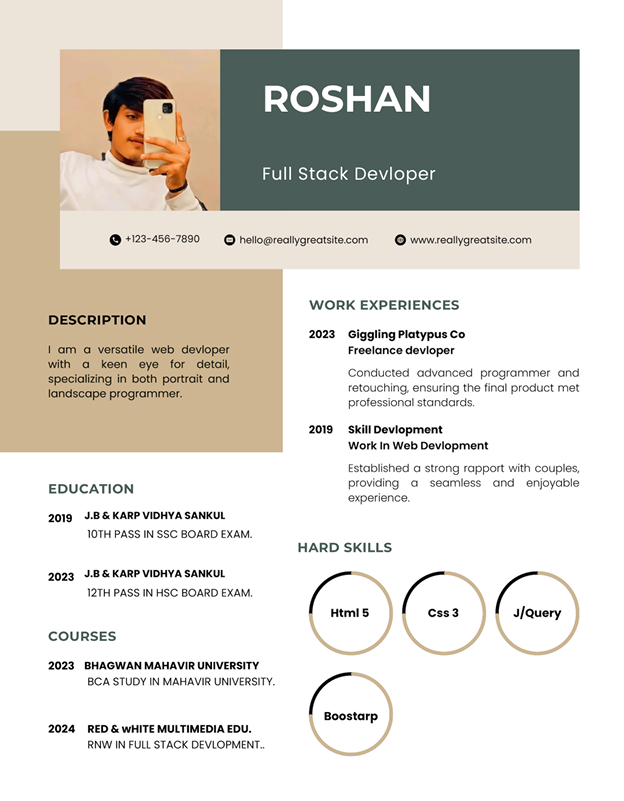 ROSHAN
Full Stack Devloper
+123-456-7890
hello@reallygreatsite.com
www.reallygreatsite.com
DESCRIPTION
I am a versatile web devloper
with a keen eye for detail,
specializing in both portrait and
landscape programmer.
EDUCATION
2019 J.B & KARP VIDHYA SANKUL
10TH PASS IN SSC BOARD EXAM.
2023 J.B & KARP VIDHYA SANKUL
12TH PASS IN HSC BOARD EXAM.
COURSES
2023 BHAGWAN MAHAVIR UNIVERSITY
BCA STUDY IN MAHAVIR UNIVERSITY.
2024 RED & wHITE MULTIMEDIA EDU.
RNW IN FULL STACK DEVLOPMENT..
WORK EXPERIENCES
2023 Giggling Platypus Co
Freelance devloper
Conducted advanced programmer and
retouching, ensuring the final product met
professional standards.
2019 Skill Devlopment
Work In Web Devlopment
Established a strong rapport with couples,
providing a seamless and enjoyable
experience.
HARD SKILLS
Html 5
Css 3
J/Query
Boostarp